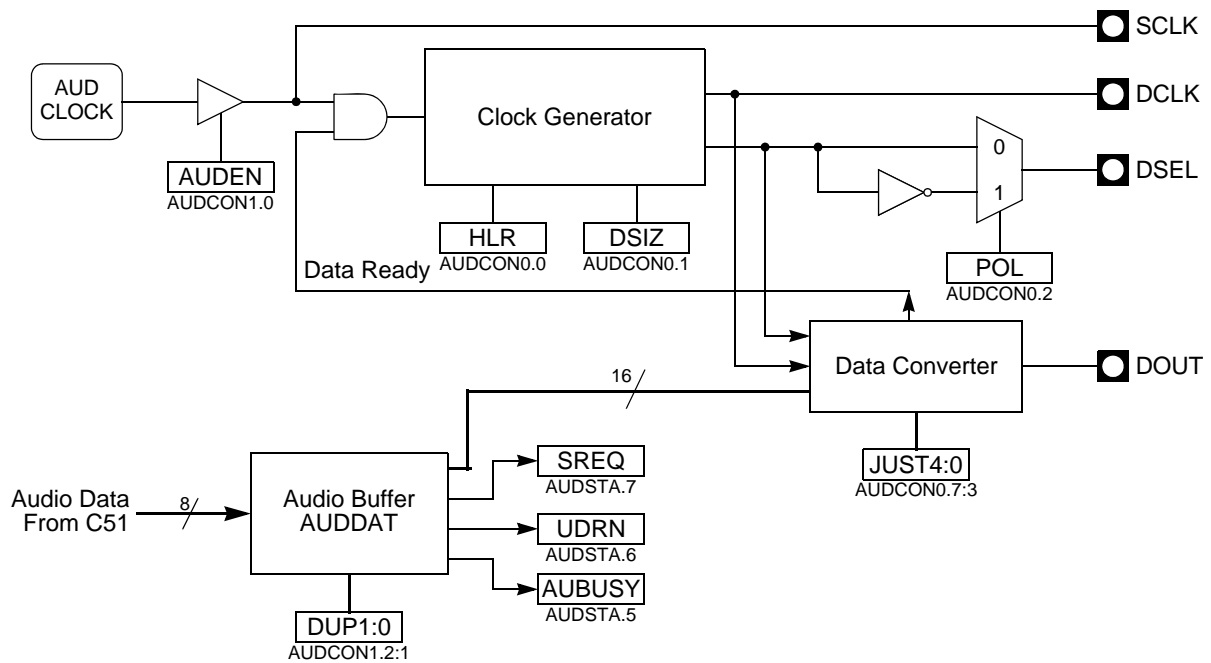 SCLK
AUD
CLOCK
Clock Generator
DCLK
0
DSEL
1
AUDEN
AUDCON1.0
HLR
AUDCON0.0
DSIZ
AUDCON0.1
POL
AUDCON0.2
Data Ready
Data Converter
DOUT
16
JUST4:0
AUDCON0.7:3
SREQ
AUDSTA.7
Audio Data
From C51
8
Audio Buffer
AUDDAT
UDRN
AUDSTA.6
AUBUSY
AUDSTA.5
DUP1:0
AUDCON1.2:1